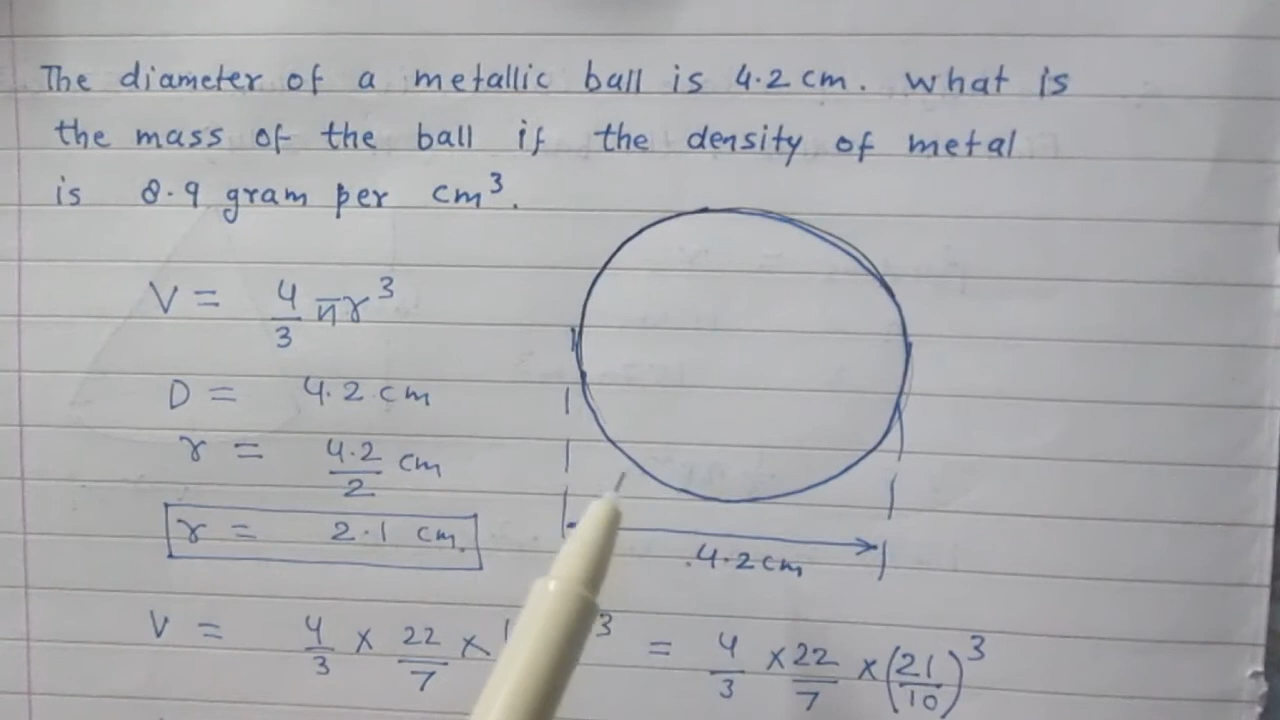 The diameter of a metallic ball is 4.2 cm. What is
the mass of the ball if the density of metal
is 8.9 gram per cm³.
V = 4/3 πr³
D = 4.2 cm
r = 4.2/2 cm
r = 2.1 cm.
4.2 cm
V = 4/3 × 22/7 × ³ = 4/3 × 22/7 × (21/10)³